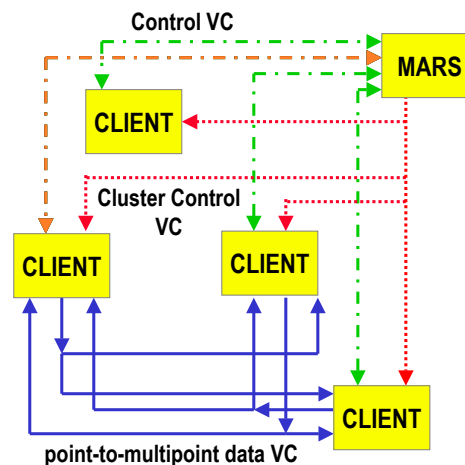 Control VC
MARS
CLIENT
Cluster Control
VC
CLIENT
CLIENT
CLIENT
point-to-multipoint data VC